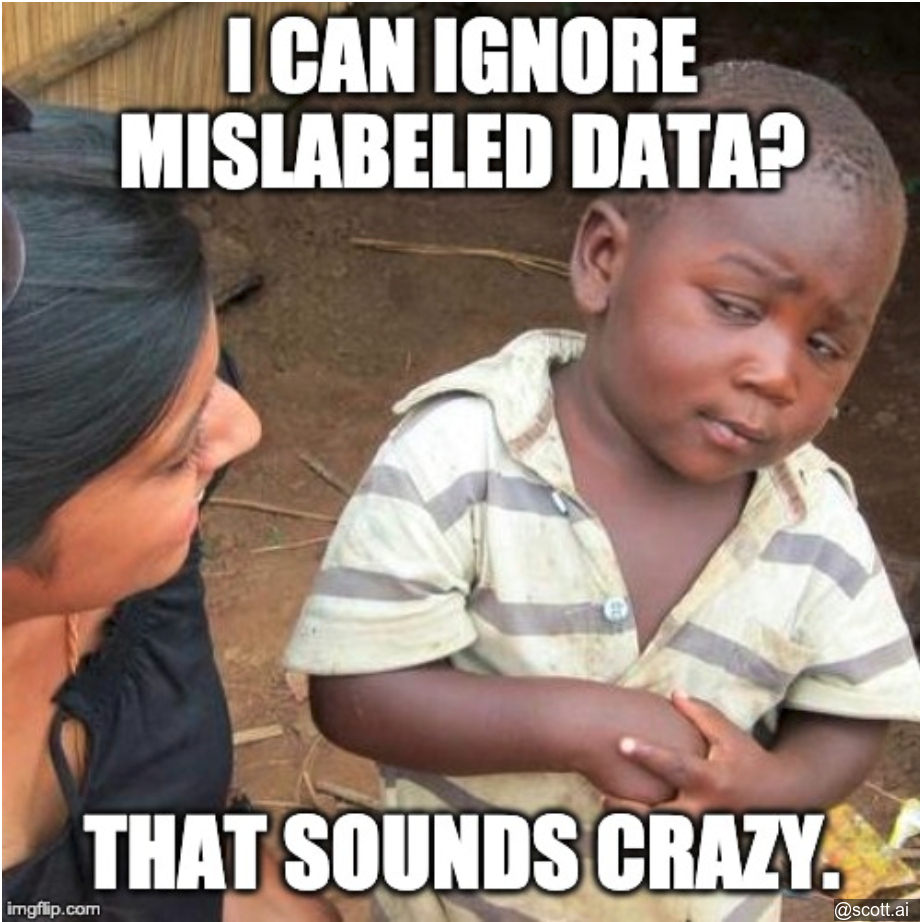 I CAN IGNORE
MISLABELED DATA?
THAT SOUNDS CRAZY.
imgflip.com
@scott.ai